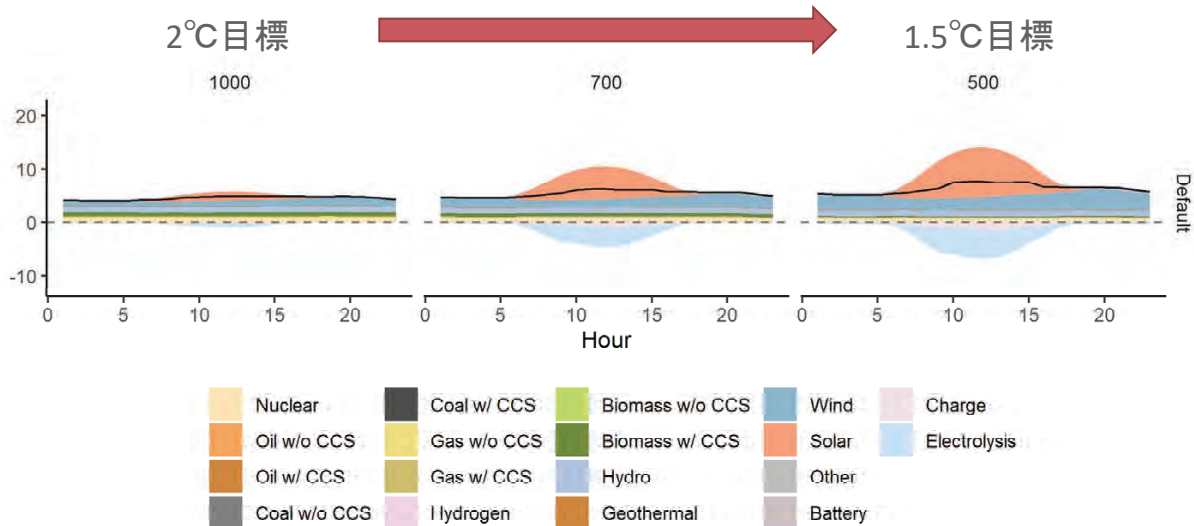 2℃目標
1.5℃目標
1000
700
500
20
10
0
-10
0 5 10 15 20
0 5 10 15 20
0 5 10 15 20
Default
Hour
Nuclear
Coal w/ CCS
Biomass w/o CCS
Wind
Charge
Oil w/o CCS
Gas w/o CCS
Biomass w/ CCS
Solar
Electrolysis
Oil w/ CCS
Gas w/ CCS
Hydro
Other
Coal w/o CCS
Hydrogen
Geothermal
Battery